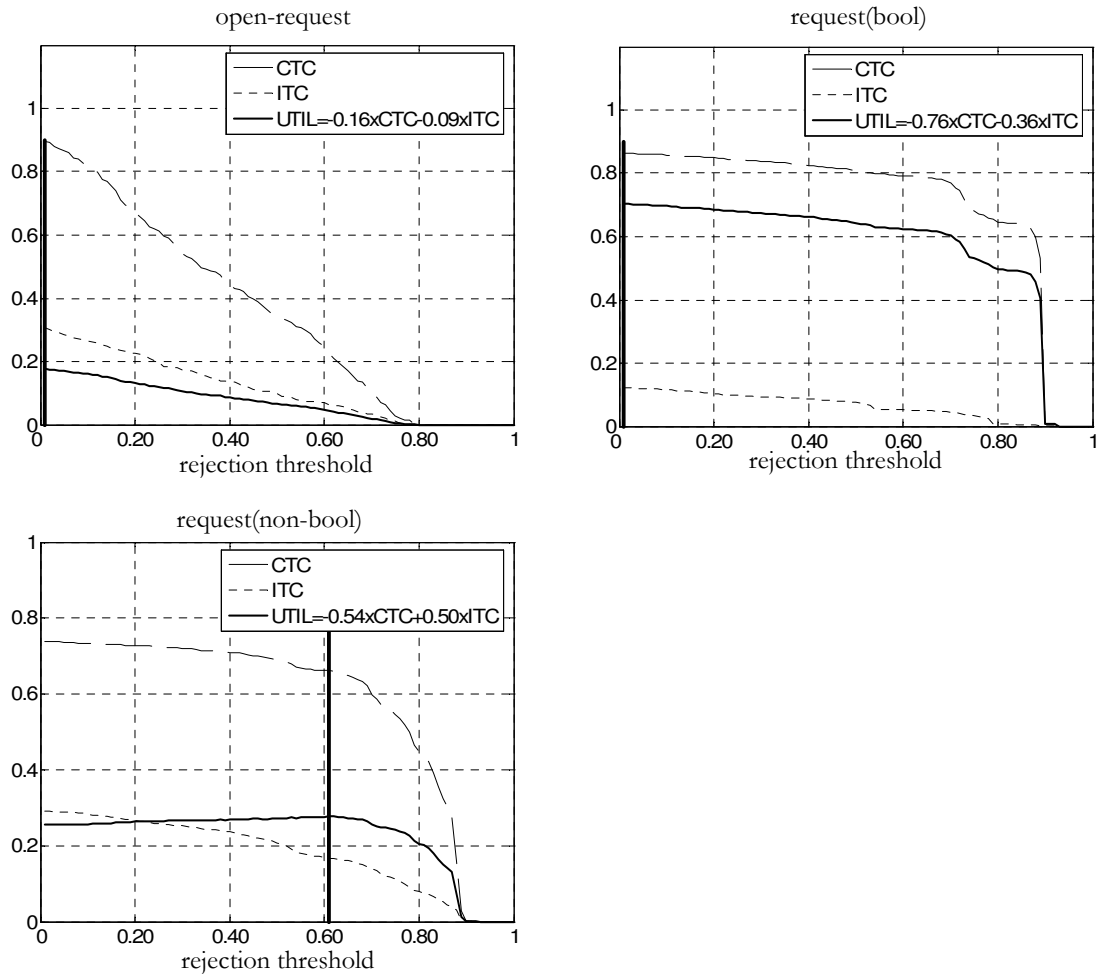 open-request
CTC
ITC
UTIL=-0.16xCTC-0.09xITC
1
0.8
0.6
0.4
0.2
0
0 0.20 0.40 0.60 0.80 1
rejection threshold
request(bool)
CTC
ITC
UTIL=-0.76xCTC-0.36xITC
1
0.8
0.6
0.4
0.2
0
0 0.20 0.40 0.60 0.80 1
rejection threshold
request(non-bool)
1
CTC
ITC
UTIL=-0.54xCTC+0.50xITC
0.8
0.6
0.4
0.2
0
0 0.20 0.40 0.60 0.80 1
rejection threshold